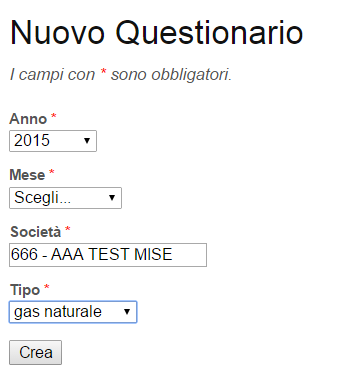 Nuovo Questionario
I campi con * sono obbligatori.
Anno *
2015
Mese *
Scegli...
Società *
666 - AAA TEST MISE
Tipo *
gas naturale
Crea